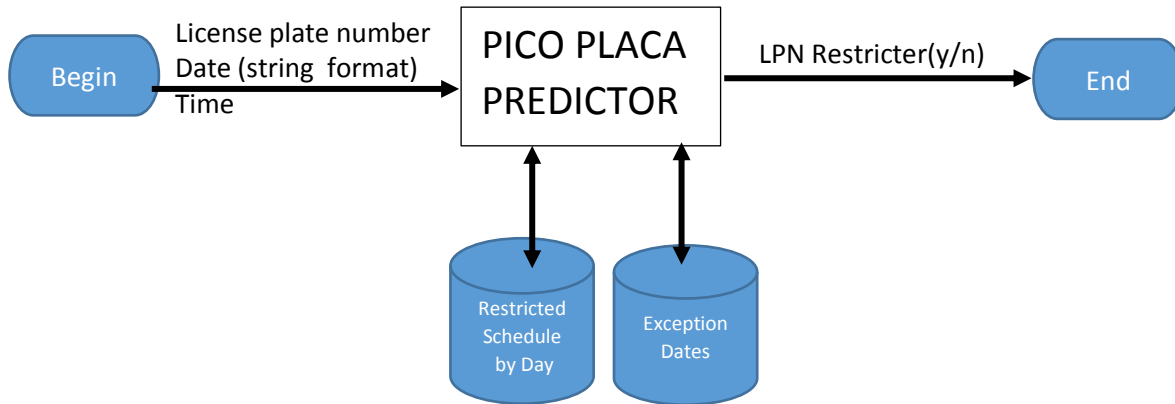 Begin
License plate number
Date (string format)
Time
PICO PLACA
PREDICTOR
LPN Restricter(y/n)
End
Restricted
Schedule
by Day
Exception
Dates